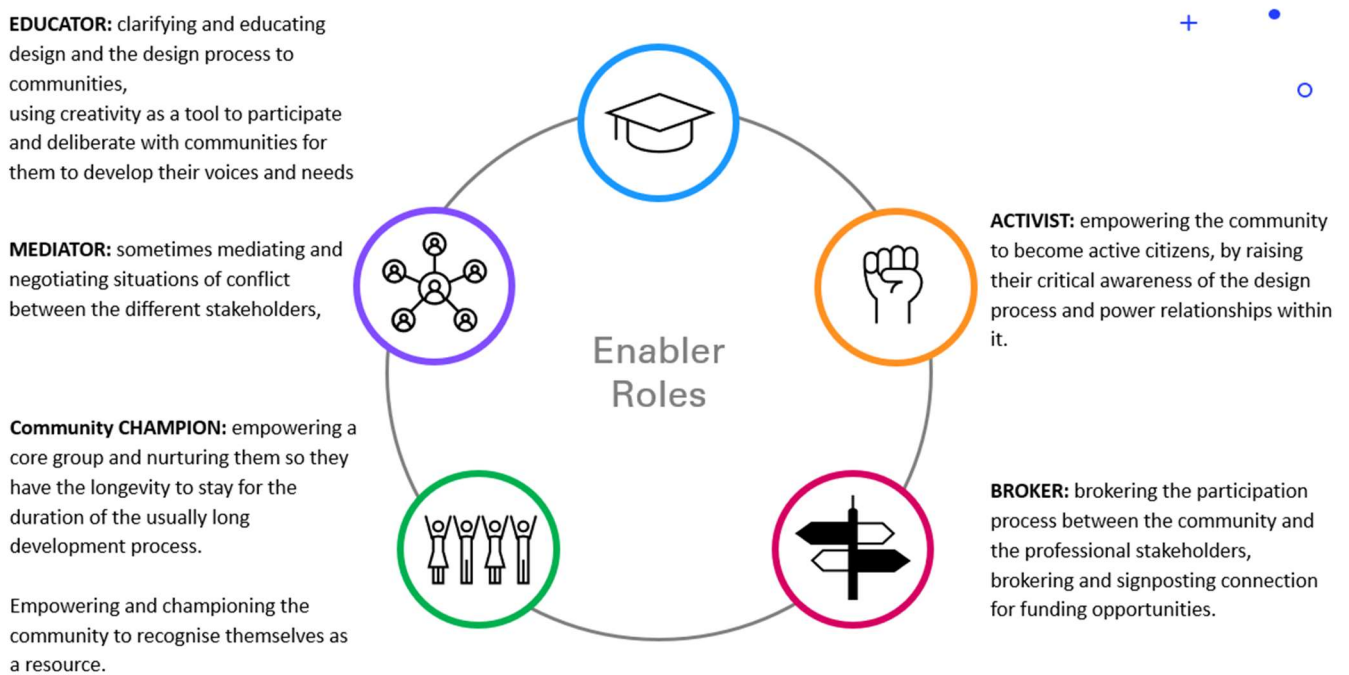 EDUCATOR: clarifying and educating
design and the design process to
communities,
using creativity as a tool to participate
and deliberate with communities for
them to develop their voices and needs
MEDIATOR: sometimes mediating and
negotiating situations of conflict
between the different stakeholders,
Community CHAMPION: empowering a
core group and nurturing them so they
have the longevity to stay for the
duration of the usually long
development process.
Empowering and championing the
community to recognise themselves as
a resource.
Enabler
Roles
ACTIVIST: empowering the community
to become active citizens, by raising
their critical awareness of the design
process and power relationships within
it.
BROKER: brokering the participation
process between the community and
the professional stakeholders,
brokering and signposting connection
for funding opportunities.